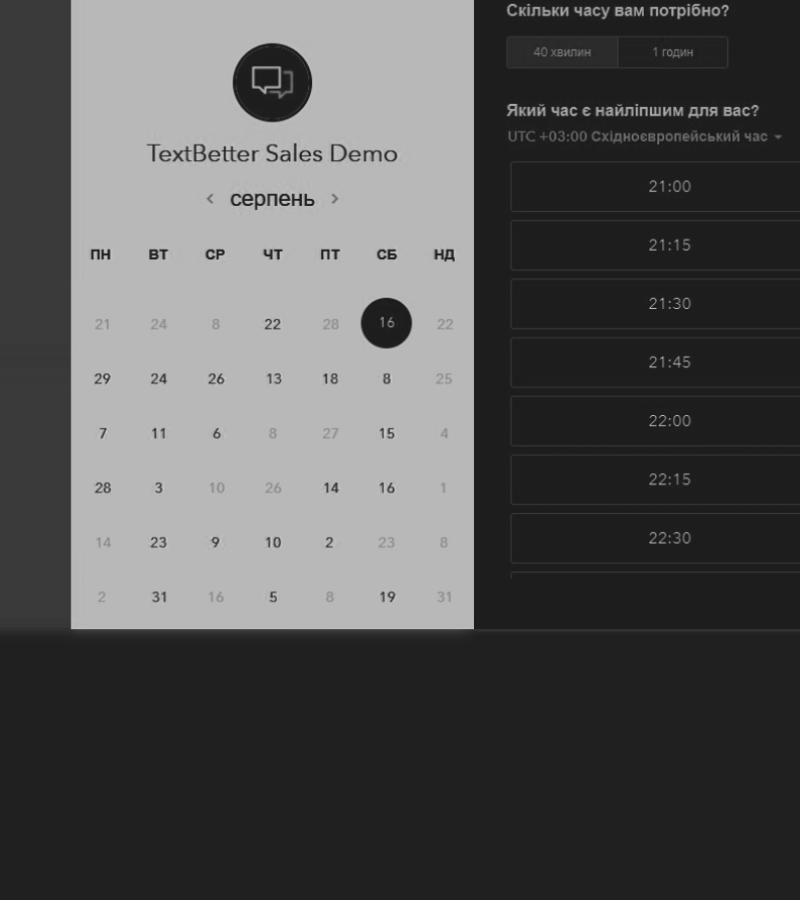 TextBetter Sales Demo
< серпень >
ПН ВТ СР ЧТ ПТ СБ НД
21 24 8 22 28 16 22
29 24 26 13 18 8 25
7 11 6 8 27 15 4
28 3 10 26 14 16 1
14 23 9 10 2 23 8
2 31 16 5 8 19 31
Скільки часу вам потрібно?
40 хвилин 1 годин
Який час є найліпшим для вас?
UTC +03:00 Східноєвропейський час
21:00
21:15
21:30
21:45
22:00
22:15
22:30